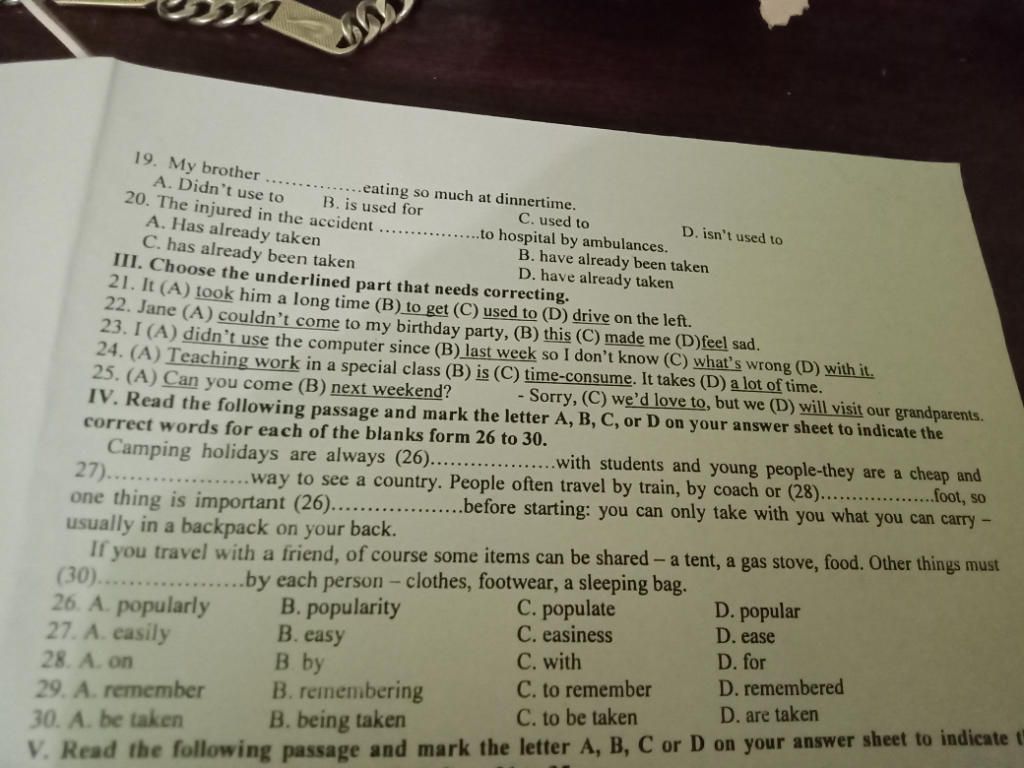 19. My brother ...............eating so much at dinnertime.
A. Didn't use to B. is used for C. used to D. isn't used to
20. The injured in the accident ................to hospital by ambulances.
A. Has already taken B. have already been taken
C. has already been taken D. have already taken
III. Choose the underlined part that needs correcting.
21. It (A) took him a long time (B) to get (C) used to (D) drive on the left.
22. Jane (A) couldn't come to my birthday party, (B) this (C) made me (D)feel sad.
23. I (A) didn't use the computer since (B) last week so I don't know (C) what's wrong (D) with it.
24. (A) Teaching work in a special class (B) is (C) time-consume. It takes (D) a lot of time.
25. (A) Can you come (B) next weekend? - Sorry, (C) we'd love to, but we (D) will visit our grandparents.
IV. Read the following passage and mark the letter A, B, C, or D on your answer sheet to indicate the
correct words for each of the blanks form 26 to 30.
Camping holidays are always (26)....................with students and young people-they are a cheap and
27).......................way to see a country. People often travel by train, by coach or (28)..................foot, so
one thing is important (26).....................before starting: you can only take with you what you can carry –
usually in a backpack on your back.
If you travel with a friend, of course some items can be shared – a tent, a gas stove, food. Other things must
(30).......................by each person – clothes, footwear, a sleeping bag.
26. A. popularly B. popularity C. populate D. popular
27. A. easily B. easy C. easiness D. ease
28. A. on B by C. with D. for
29. A. remember B. remembering C. to remember D. remembered
30. A. be taken B. being taken C. to be taken D. are taken
V. Read the following passage and mark the letter A, B, C or D on your answer sheet to indicate